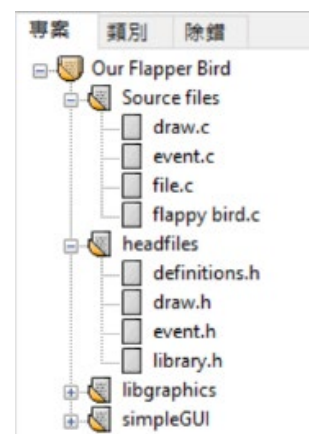 專案 類別 除錯
Our Flapper Bird
Source files
draw.c
event.c
file.c
flappy bird.c
headfiles
definitions.h
draw.h
event.h
library.h
libgraphics
simpleGUI